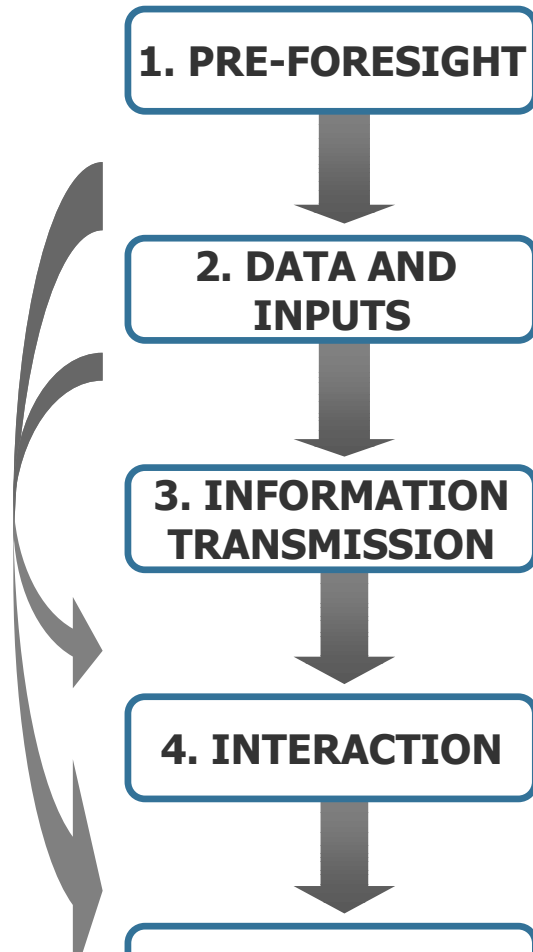 1. PRE-FORESIGHT
2. DATA AND
INPUTS
3. INFORMATION
TRANSMISSION
4. INTERACTION